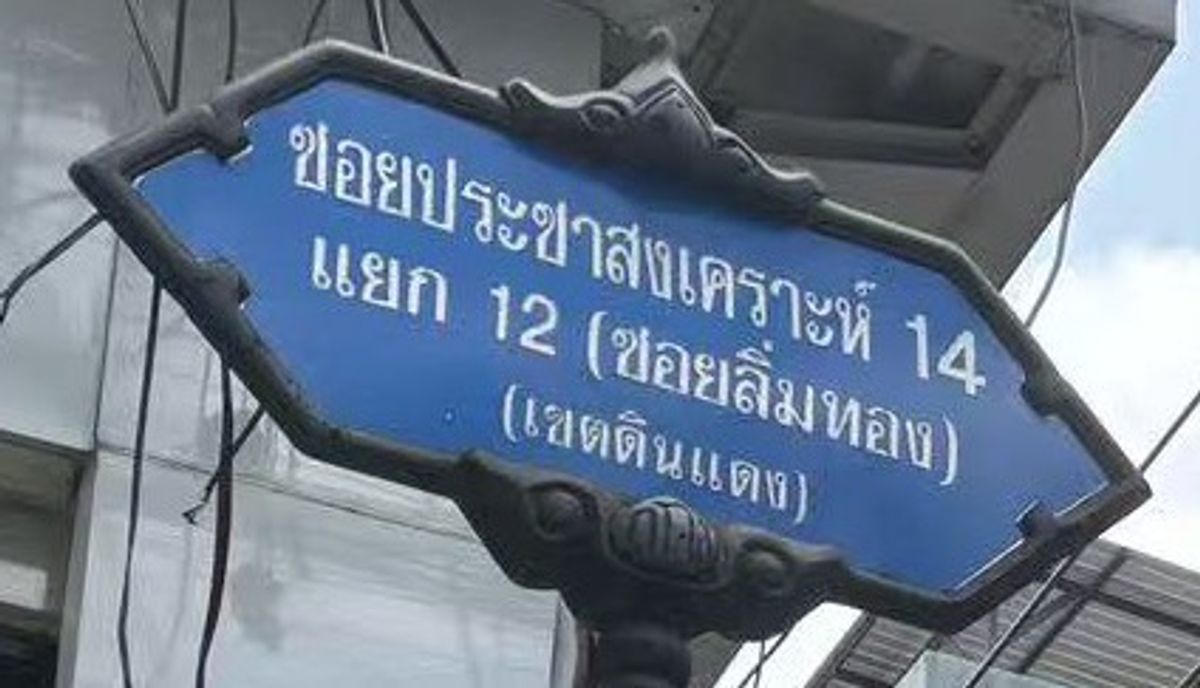 ซอยประชาสงเคราะห์ 14
แยก 12 (ซอยลิ่มทอง)
(เขตดินแดง)